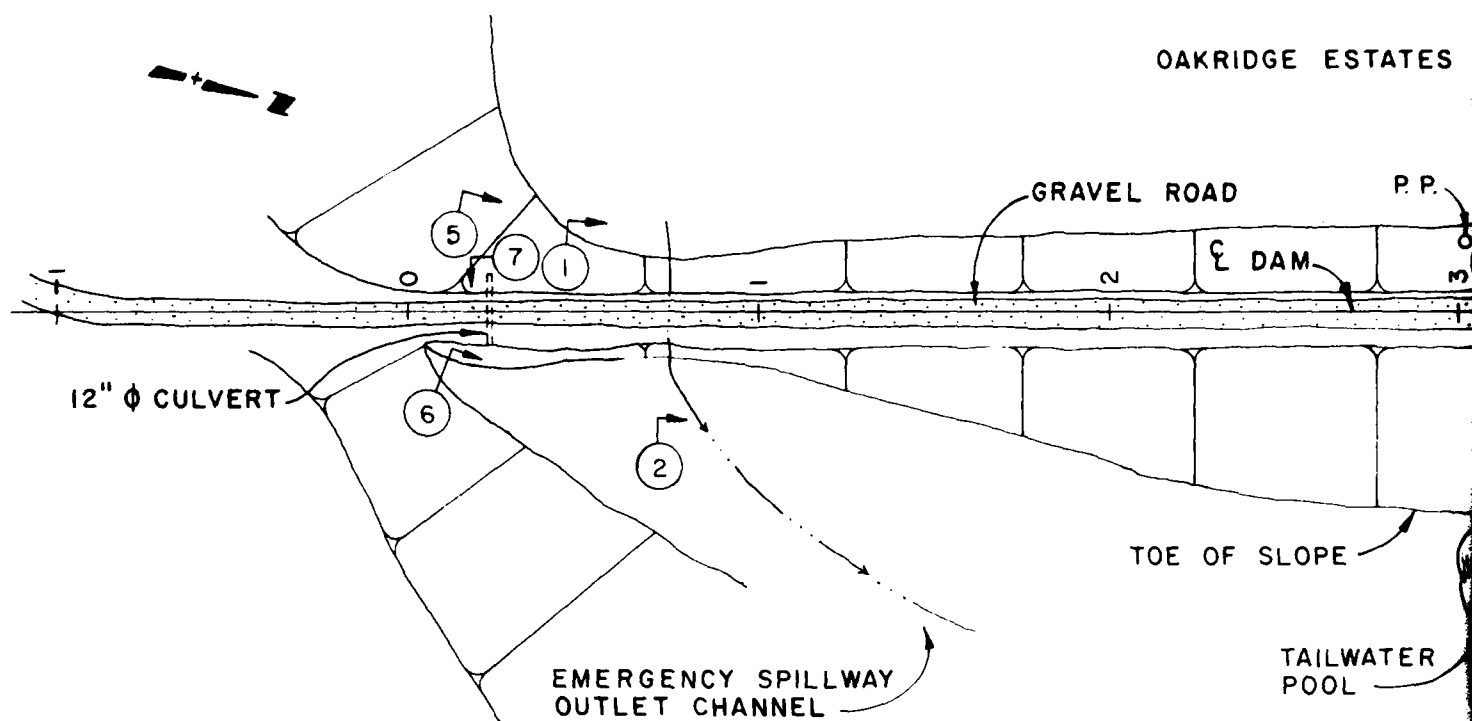 OAKRIDGE ESTATES
N
GRAVEL ROAD
P. P.
5
7
1
℄ DAM
1
0
1
2
3
12" ϕ CULVERT
6
2
TOE OF SLOPE
EMERGENCY SPILLWAY
OUTLET CHANNEL
TAILWATER
POOL